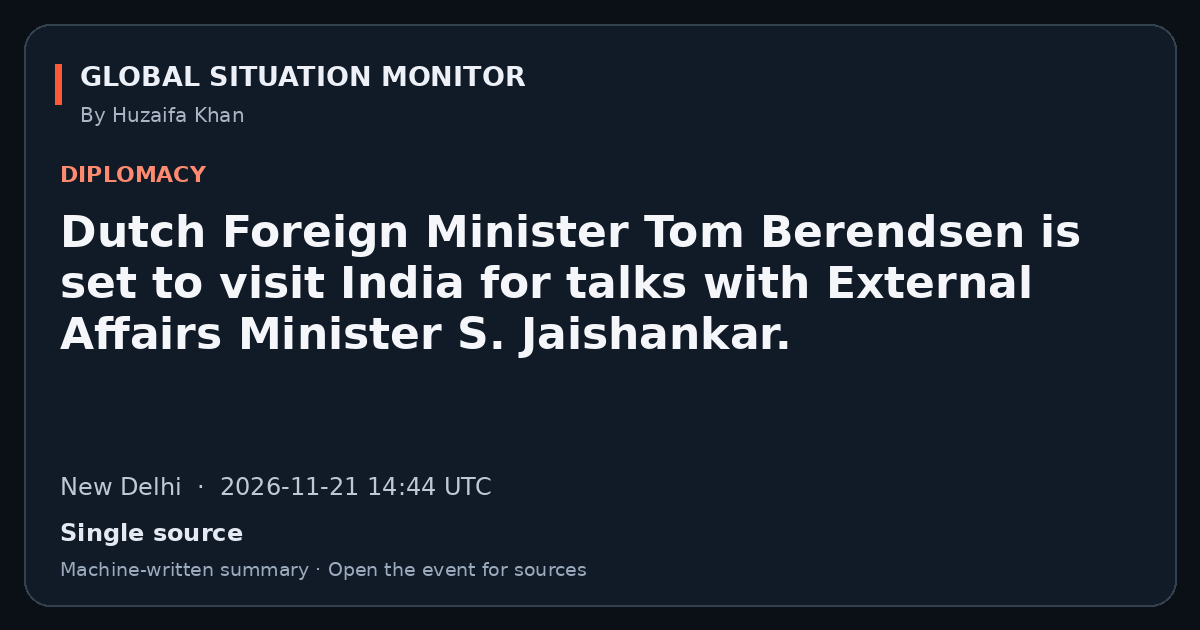 GLOBAL SITUATION MONITOR
By Huzaifa Khan
DIPLOMACY
Dutch Foreign Minister Tom Berendsen is
set to visit India for talks with External
Affairs Minister S. Jaishankar.
New Delhi · 2026-11-21 14:44 UTC
Single source
Machine-written summary · Open the event for sources